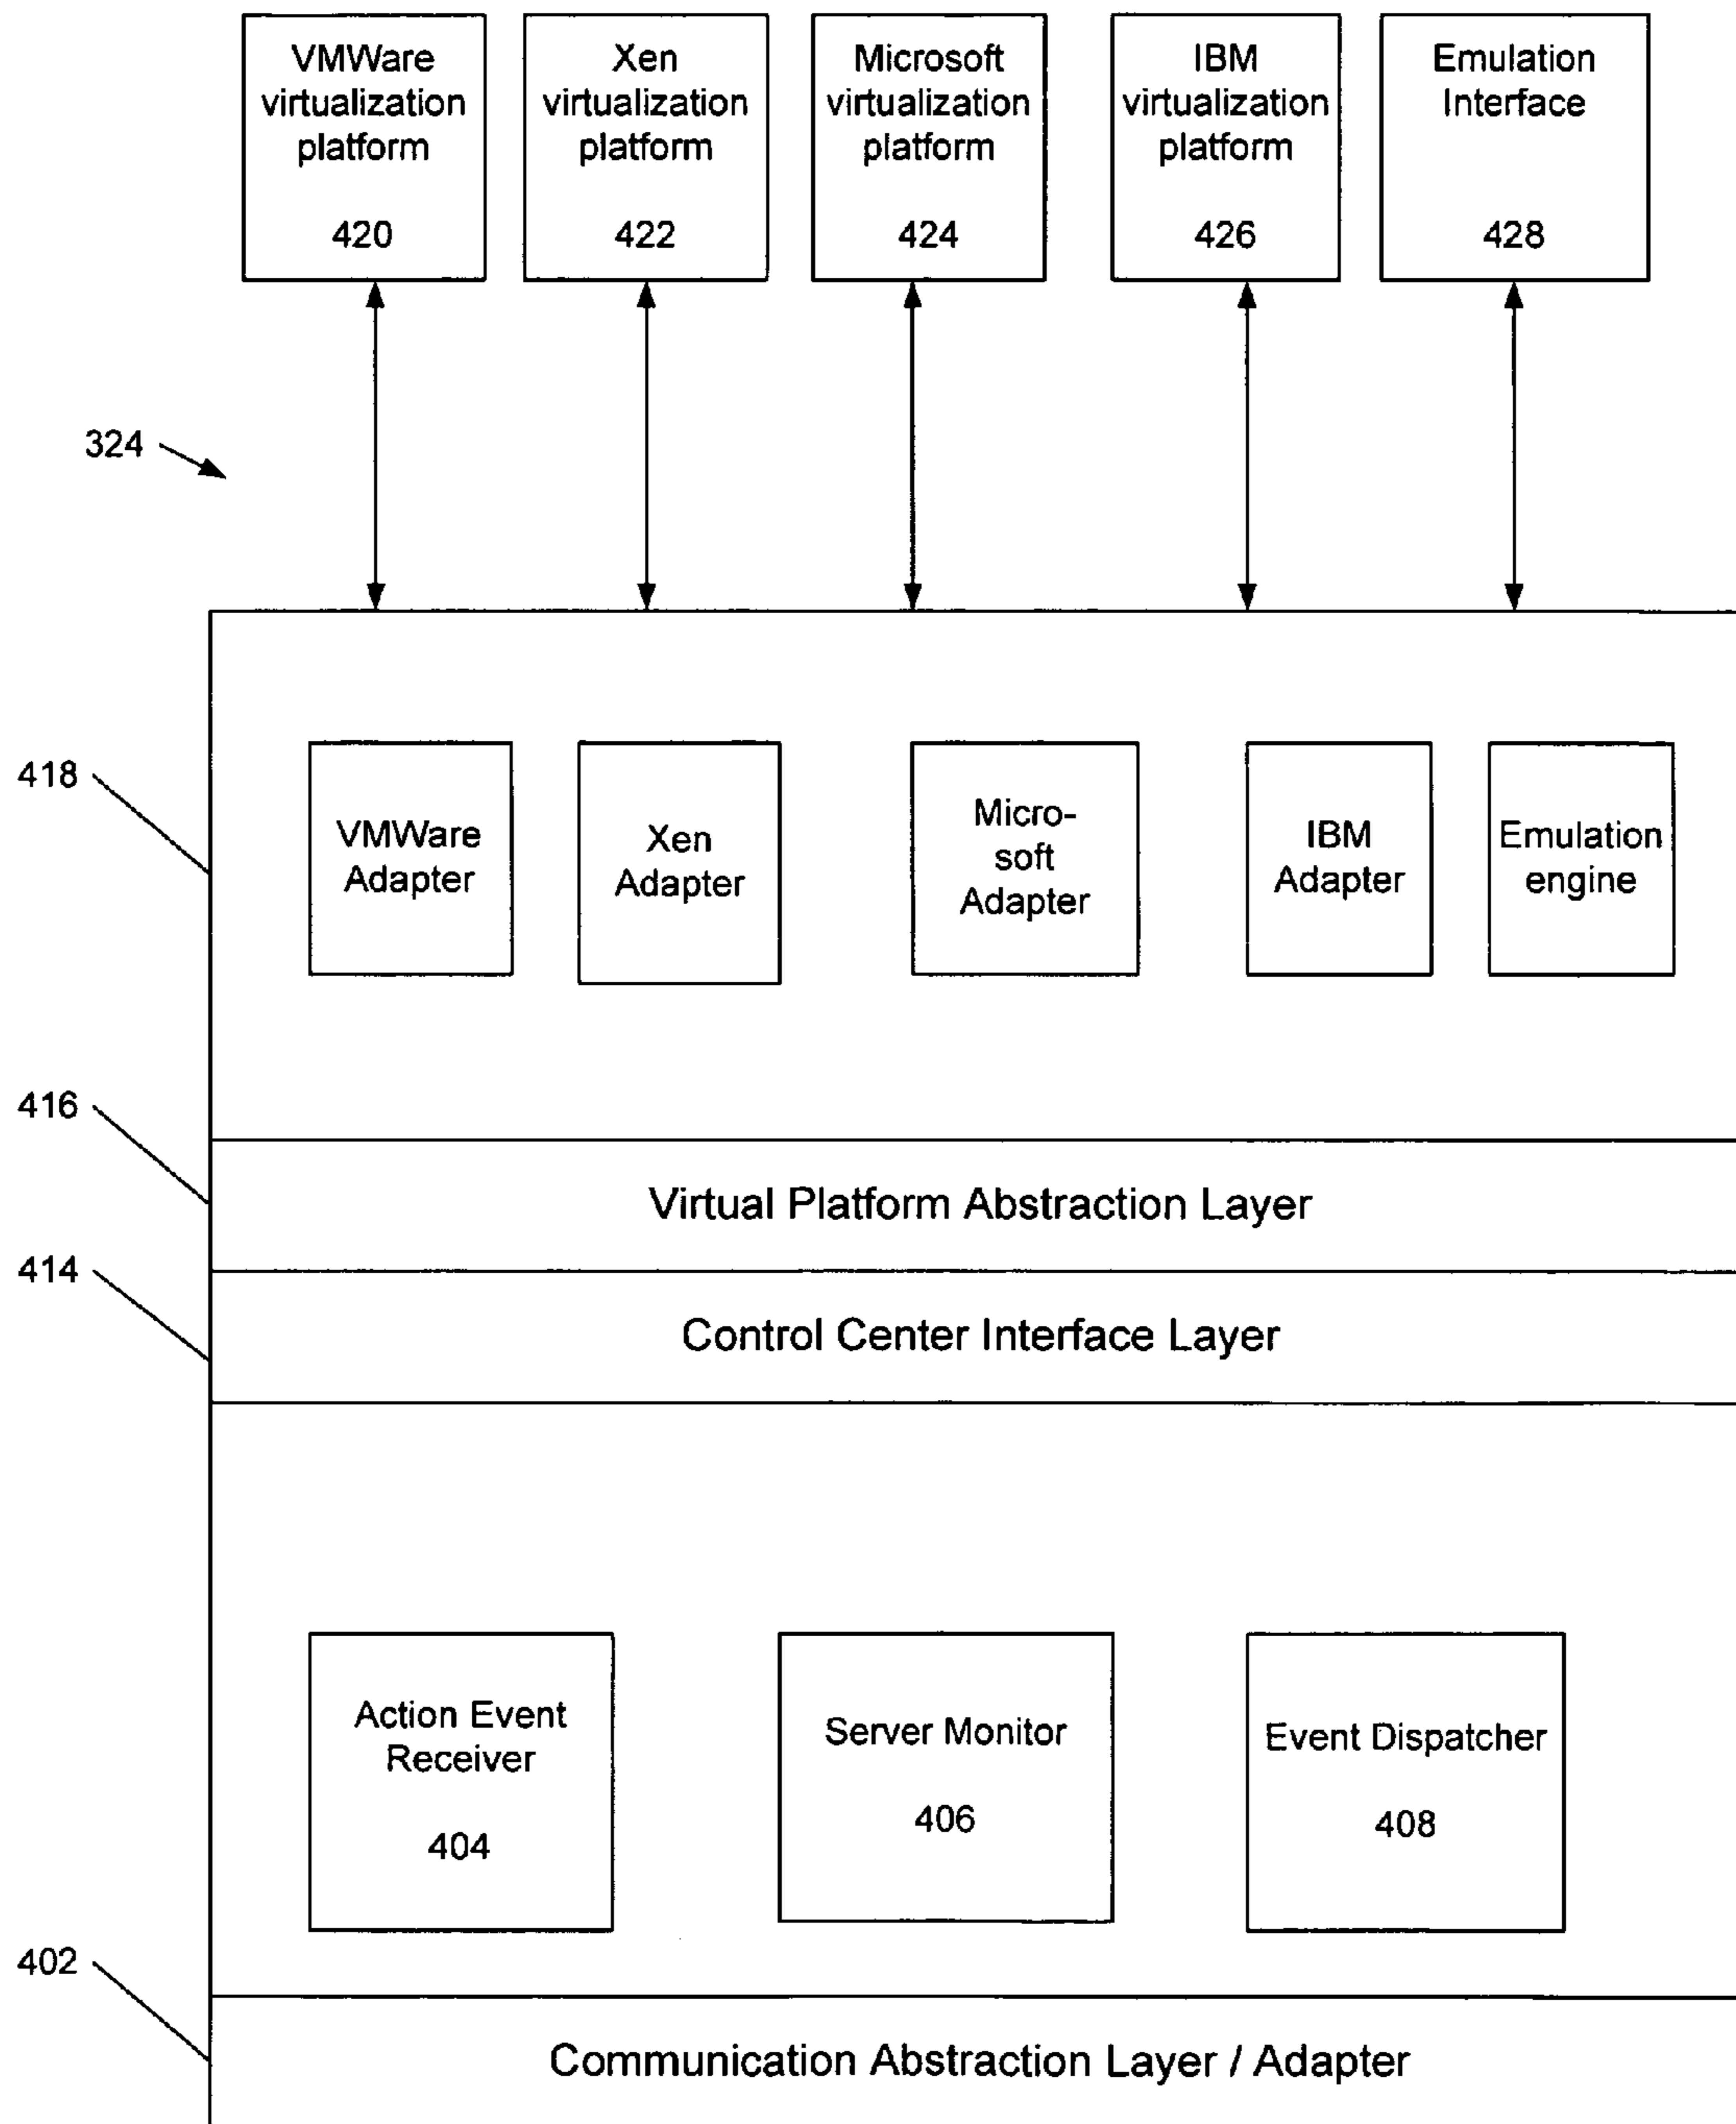 VMWare
virtualization
platform
420
Xen
virtualization
platform
422
Microsoft
virtualization
platform
424
IBM
virtualization
platform
426
Emulation
Interface
428
324
418
VMWare
Adapter
Xen
Adapter
Micro-
soft
Adapter
IBM
Adapter
Emulation
engine
416
Virtual Platform Abstraction Layer
414
Control Center Interface Layer
Action Event
Receiver
404
Server Monitor
406
Event Dispatcher
408
402
Communication Abstraction Layer / Adapter